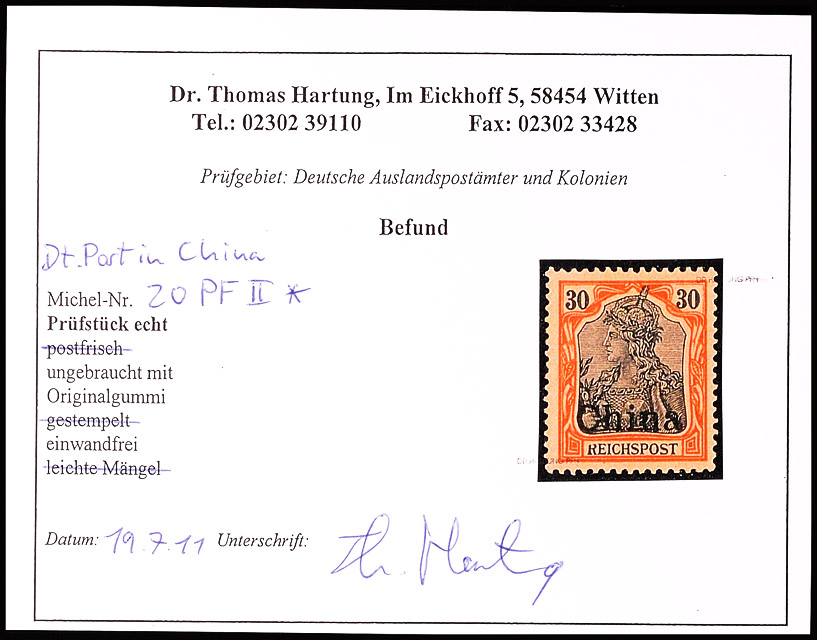 Dr. Thomas Hartung, Im Eickhoff 5, 58454 Witten
Tel.: 02302 39110 Fax: 02302 33428
Prüfgebiet: Deutsche Auslandspostämter und Kolonien
Befund
Dt. Post in China
Michel-Nr. 20 PF II *
Prüfstück echt
postfrisch
ungebraucht mit
Originalgummi
gestempelt
einwandfrei
leichte Mängel
Datum: 19.7.11 Unterschrift: Th. Hartung
30 30
China
REICHSPOST